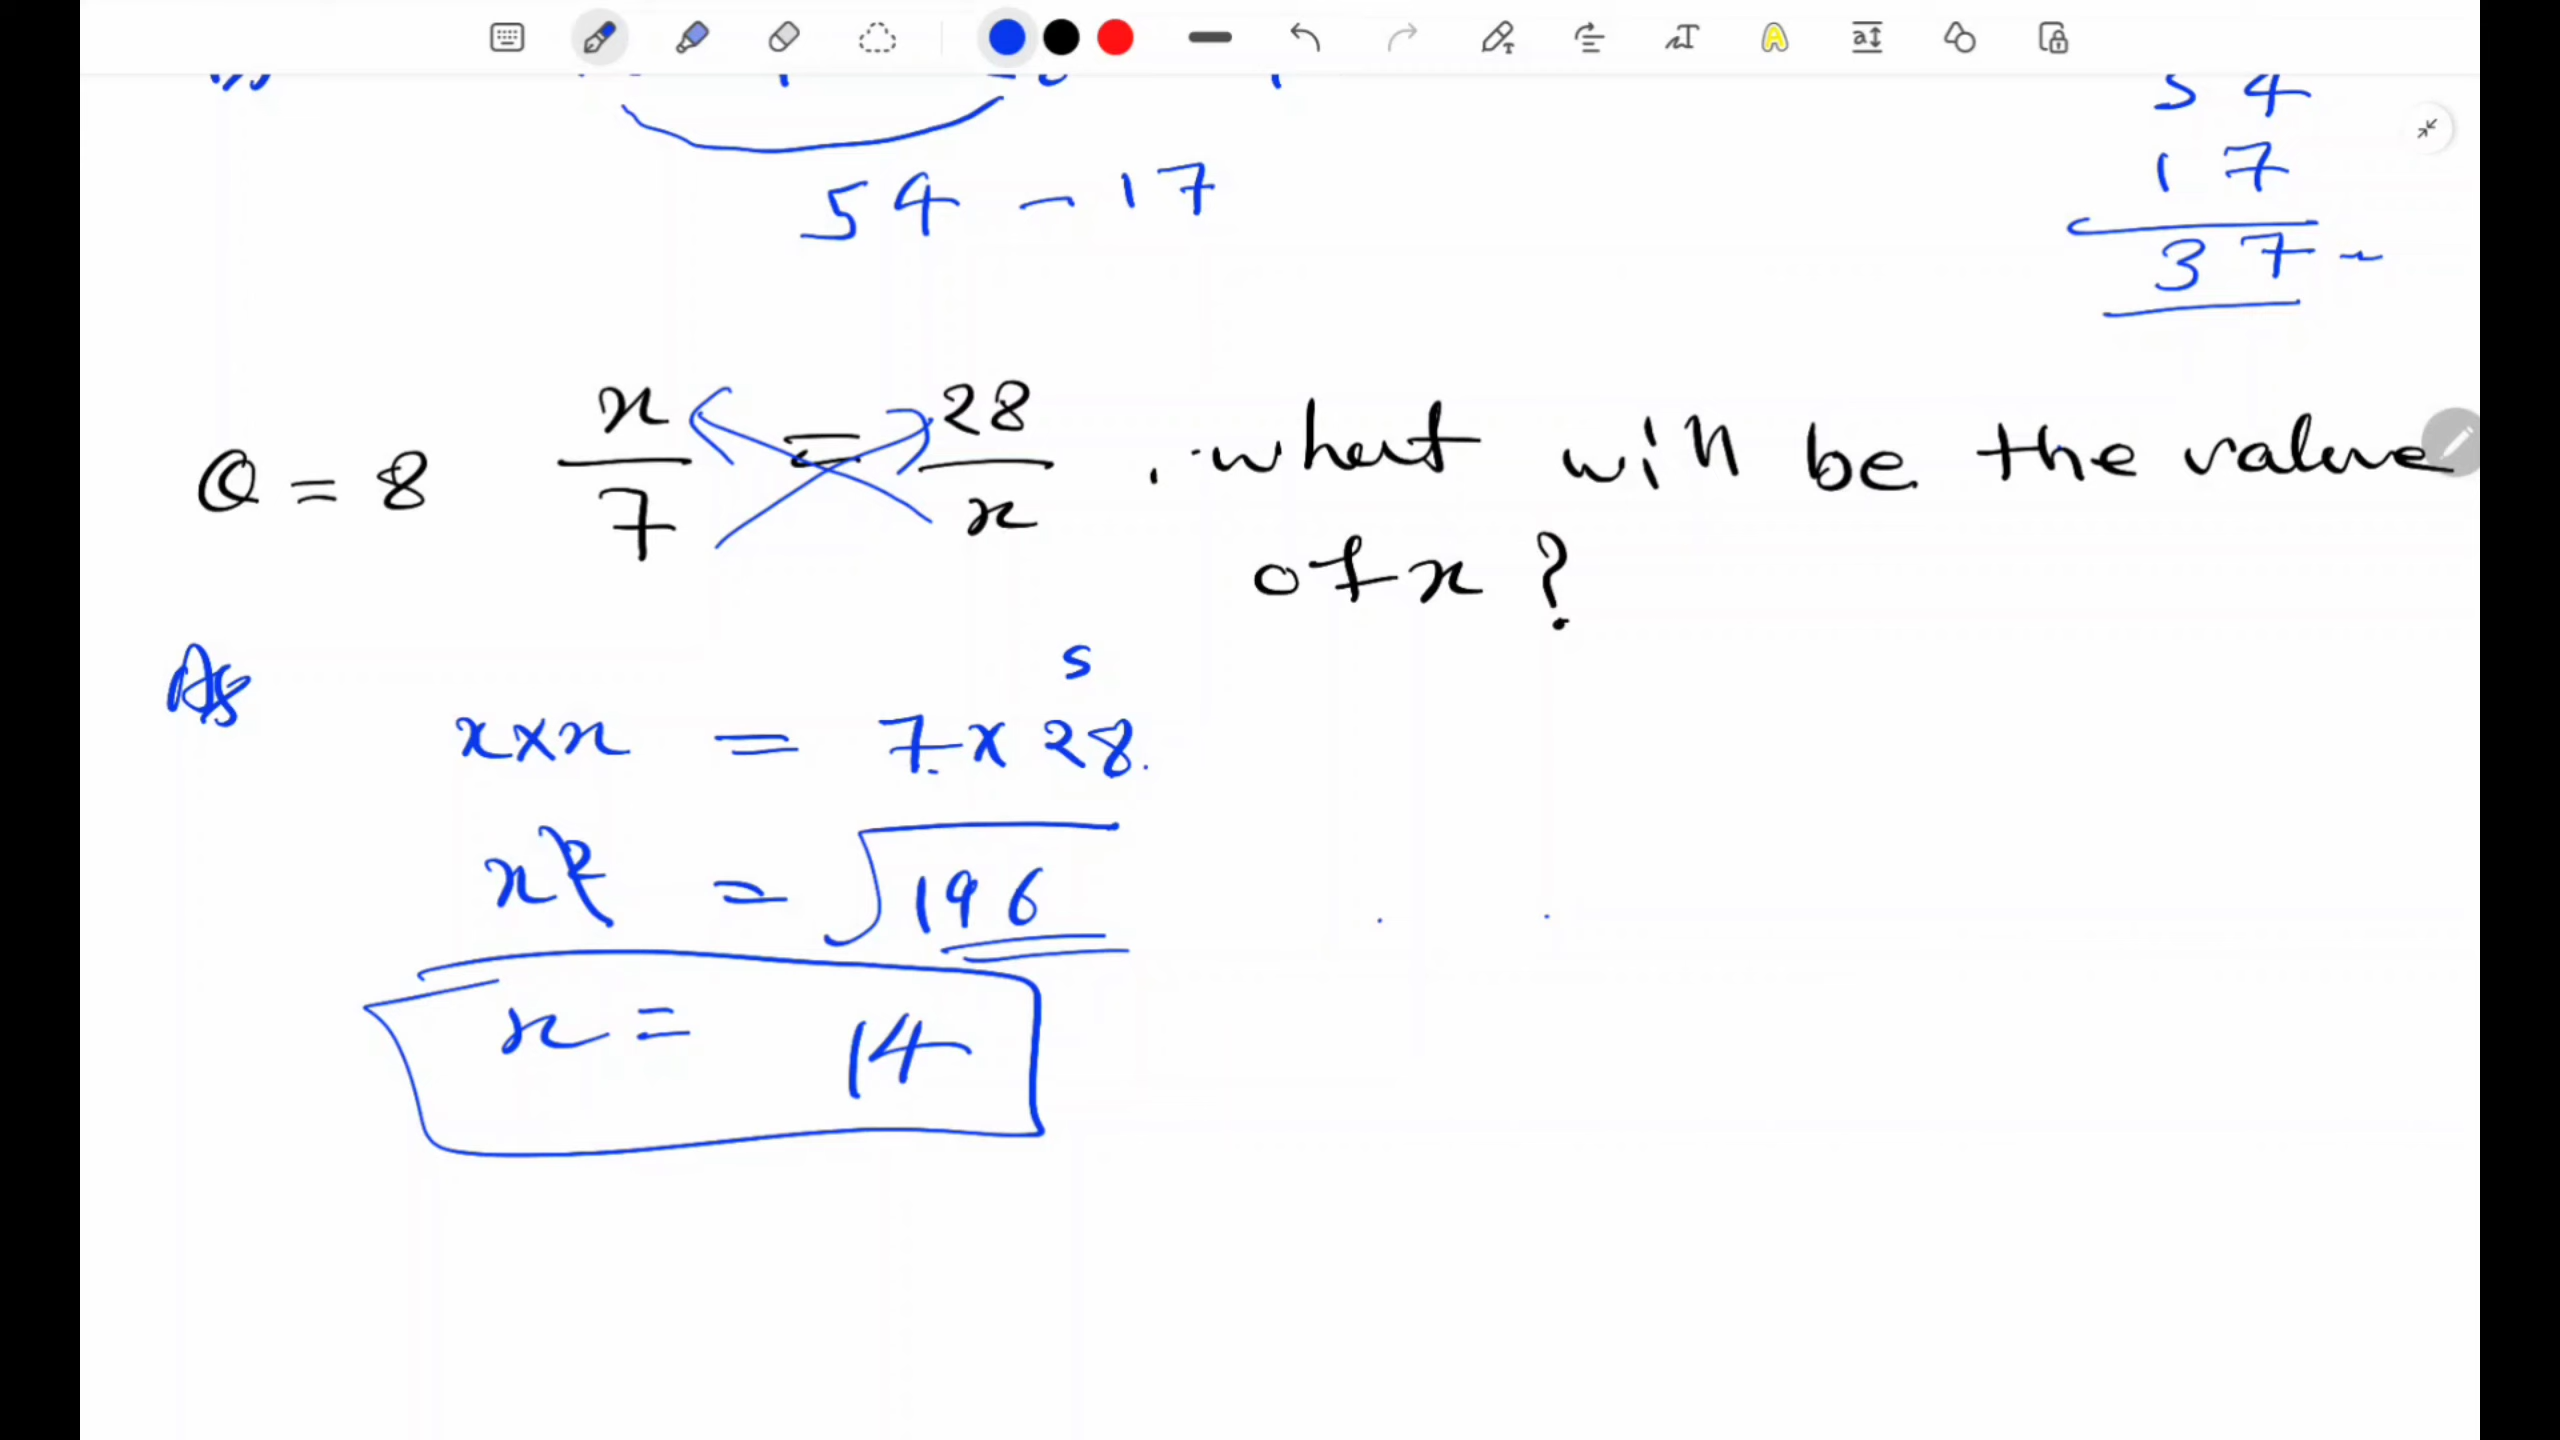 54
54 - 17
17
37 -
Q = 8 x/7 = 28/x . what will be the value
of x ?
5
x×x = 7×28.
x² = √196
x = 14